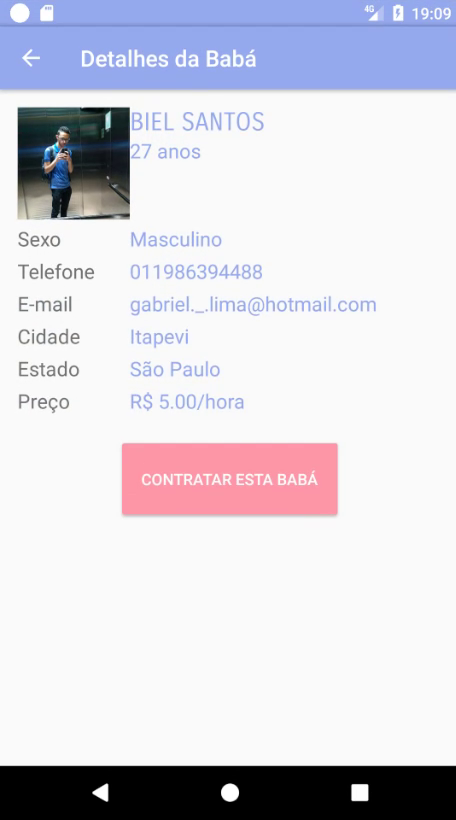 4G 19:09
Detalhes da Babá
BIEL SANTOS
27 anos
Sexo Masculino
Telefone 011986394488
E-mail gabriel._.lima@hotmail.com
Cidade Itapevi
Estado São Paulo
Preço R$ 5.00/hora
CONTRATAR ESTA BABÁ